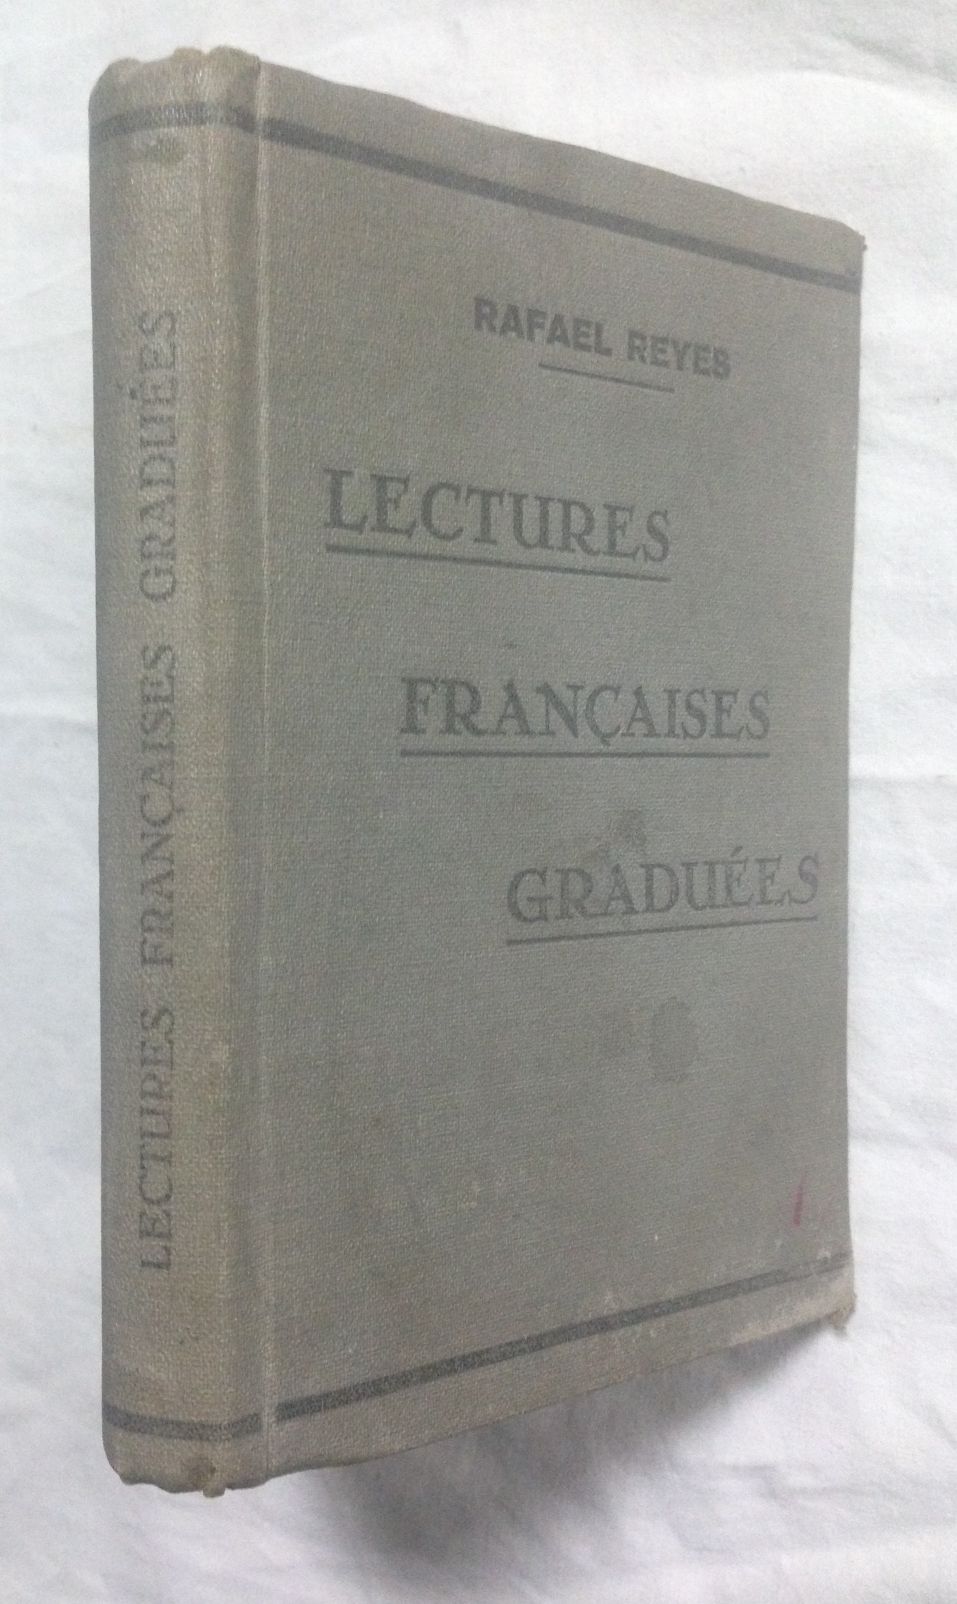 LECTURES FRANÇAISES GRADUÉES
RAFAEL REYES
LECTURES
FRANÇAISES
GRADUÉES